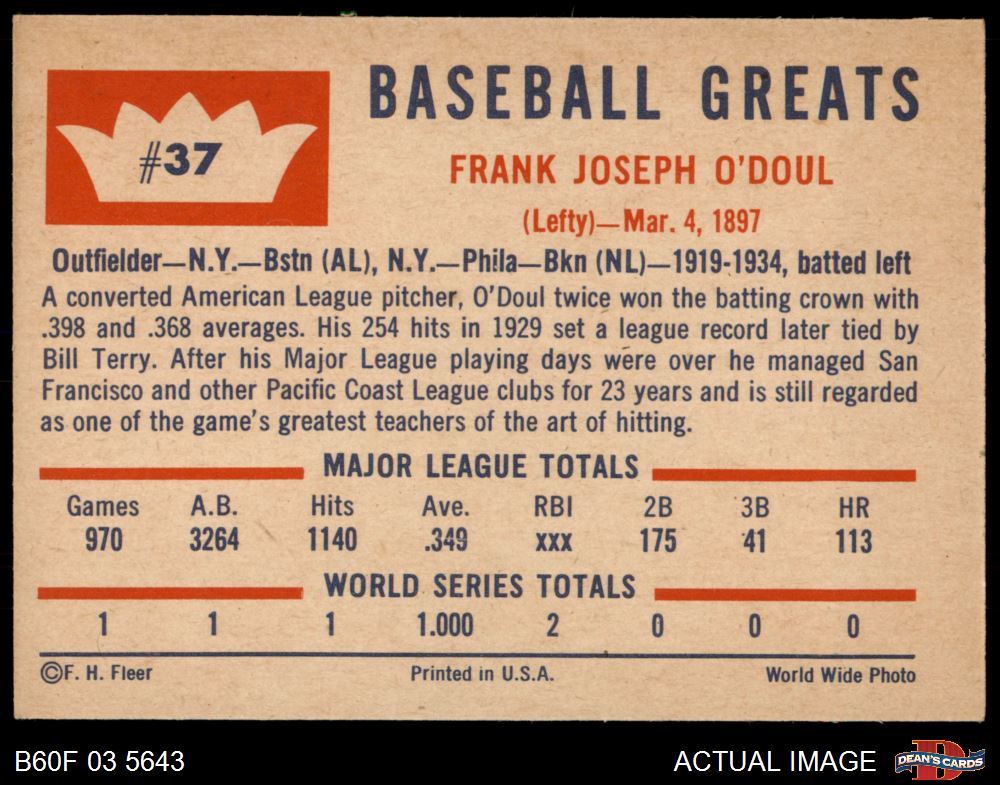 #37
BASEBALL GREATS
FRANK JOSEPH O'DOUL
(Lefty)—Mar. 4, 1897
Outfielder—N.Y.—Bstn (AL), N.Y.—Phila—Bkn (NL)—1919-1934, batted left
A converted American League pitcher, O'Doul twice won the batting crown with
.398 and .368 averages. His 254 hits in 1929 set a league record later tied by
Bill Terry. After his Major League playing days were over he managed San
Francisco and other Pacific Coast League clubs for 23 years and is still regarded
as one of the game's greatest teachers of the art of hitting.
MAJOR LEAGUE TOTALS
Games A.B. Hits Ave. RBI 2B 3B HR
970 3264 1140 .349 xxx 175 41 113
WORLD SERIES TOTALS
1 1 1 1.000 2 0 0 0
©F. H. Fleer Printed in U.S.A. World Wide Photo
B60F 03 5643 ACTUAL IMAGE DEAN'S CARDS